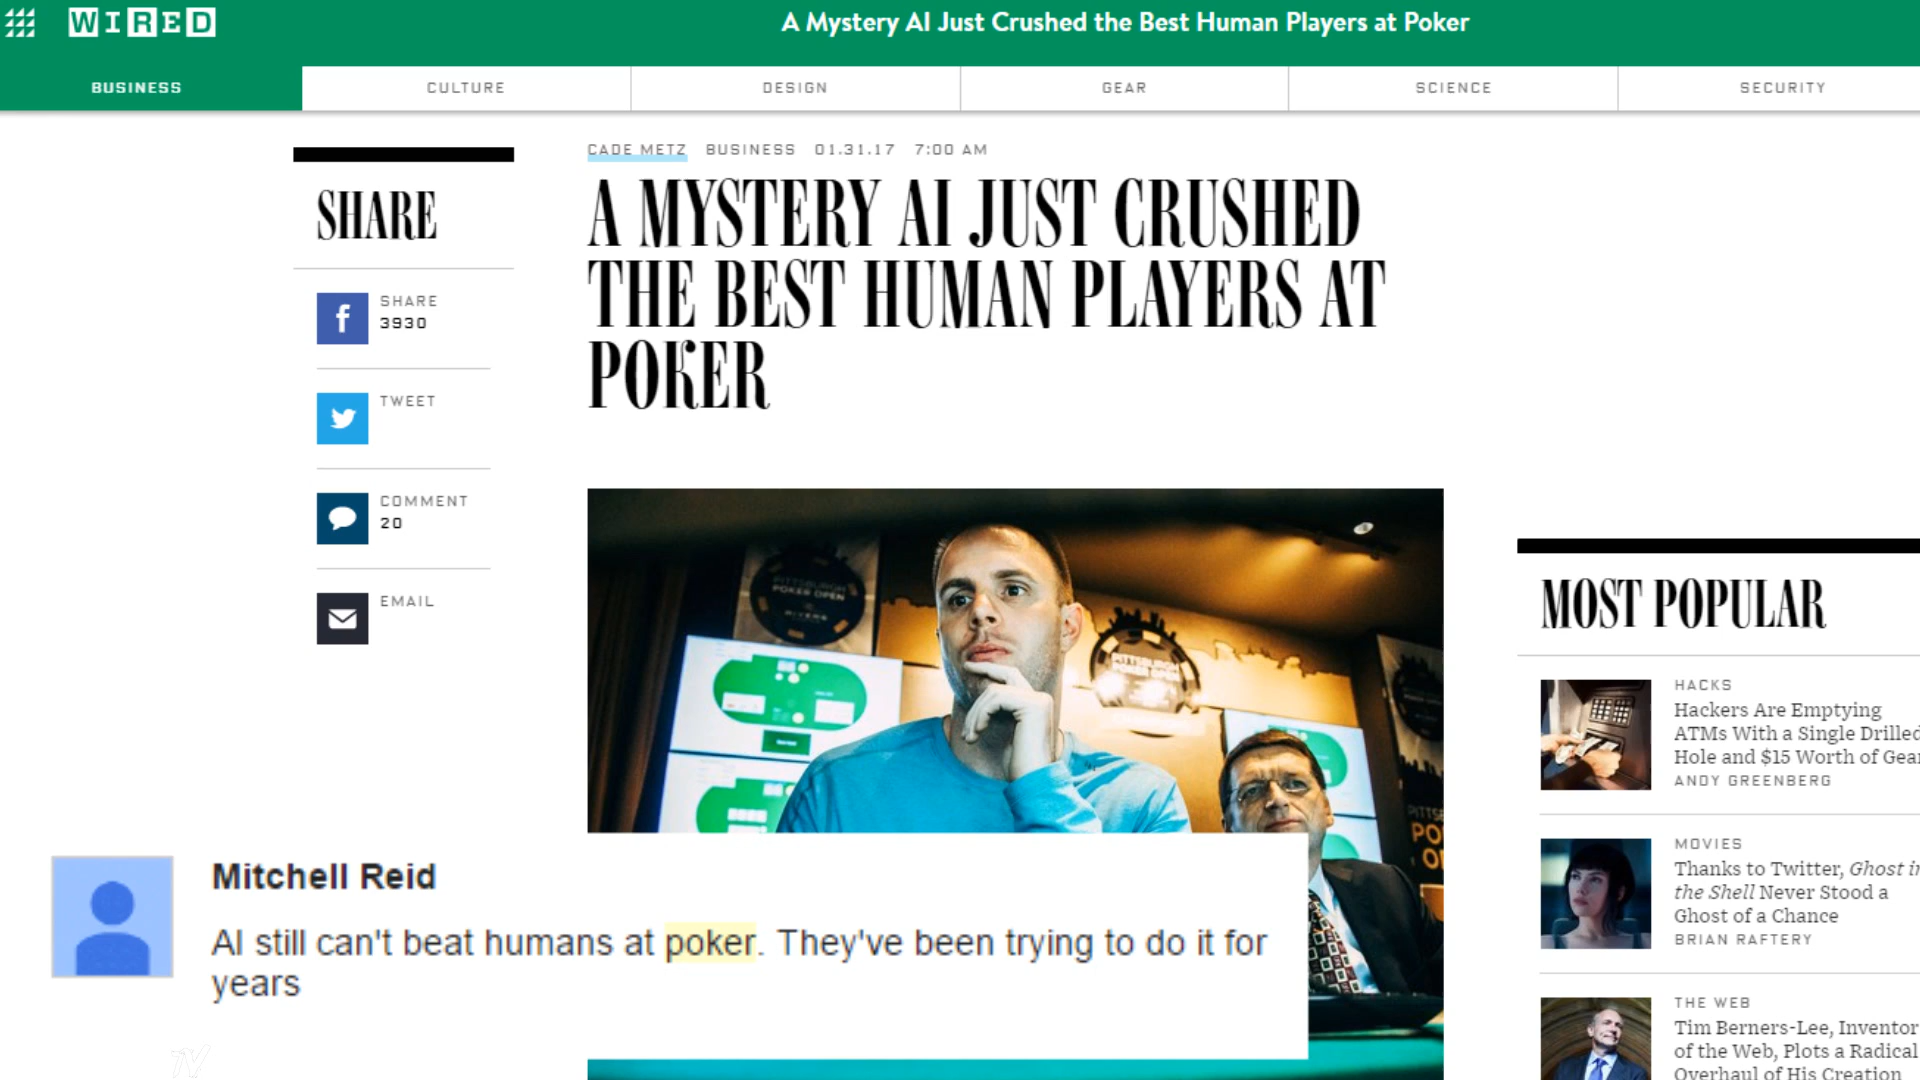 WIRED
A Mystery AI Just Crushed the Best Human Players at Poker
BUSINESS
CULTURE
DESIGN
GEAR
SCIENCE
SECURITY
CADE METZ BUSINESS 01.31.17 7:00 AM
A MYSTERY AI JUST CRUSHED
THE BEST HUMAN PLAYERS AT
POKER
SHARE
SHARE
3930
TWEET
COMMENT
20
EMAIL
PITTSBURGH
POKER OPEN
RIVERS
PITTSBURGH
MOST POPULAR
HACKS
Hackers Are Emptying
ATMs With a Single Drilled
Hole and $15 Worth of Gear
ANDY GREENBERG
MOVIES
Thanks to Twitter, Ghost in
the Shell Never Stood a
Ghost of a Chance
BRIAN RAFTERY
THE WEB
Tim Berners-Lee, Inventor
of the Web, Plots a Radical
Overhaul of His Creation
Mitchell Reid
AI still can't beat humans at poker. They've been trying to do it for
years